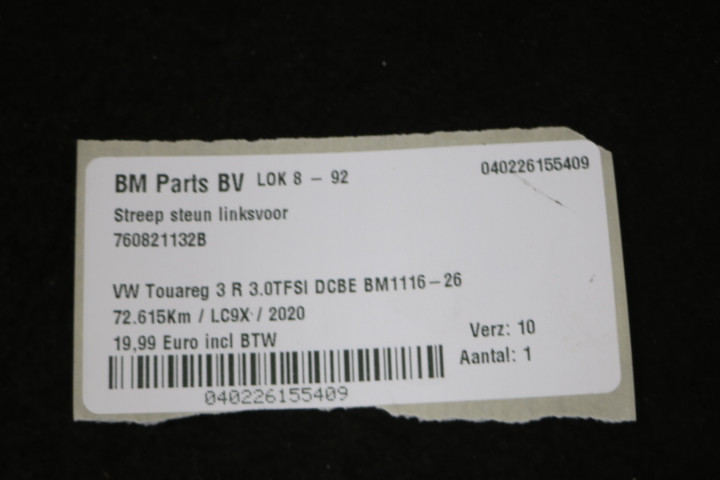 BM Parts BV LOK 8 - 92 040226155409
Streep steun linksvoor
760821132B
VW Touareg 3 R 3.0TFSI DCBE BM1116-26
72.615Km / LC9X / 2020
19,99 Euro incl BTW
Verz: 10
Aantal: 1
040226155409